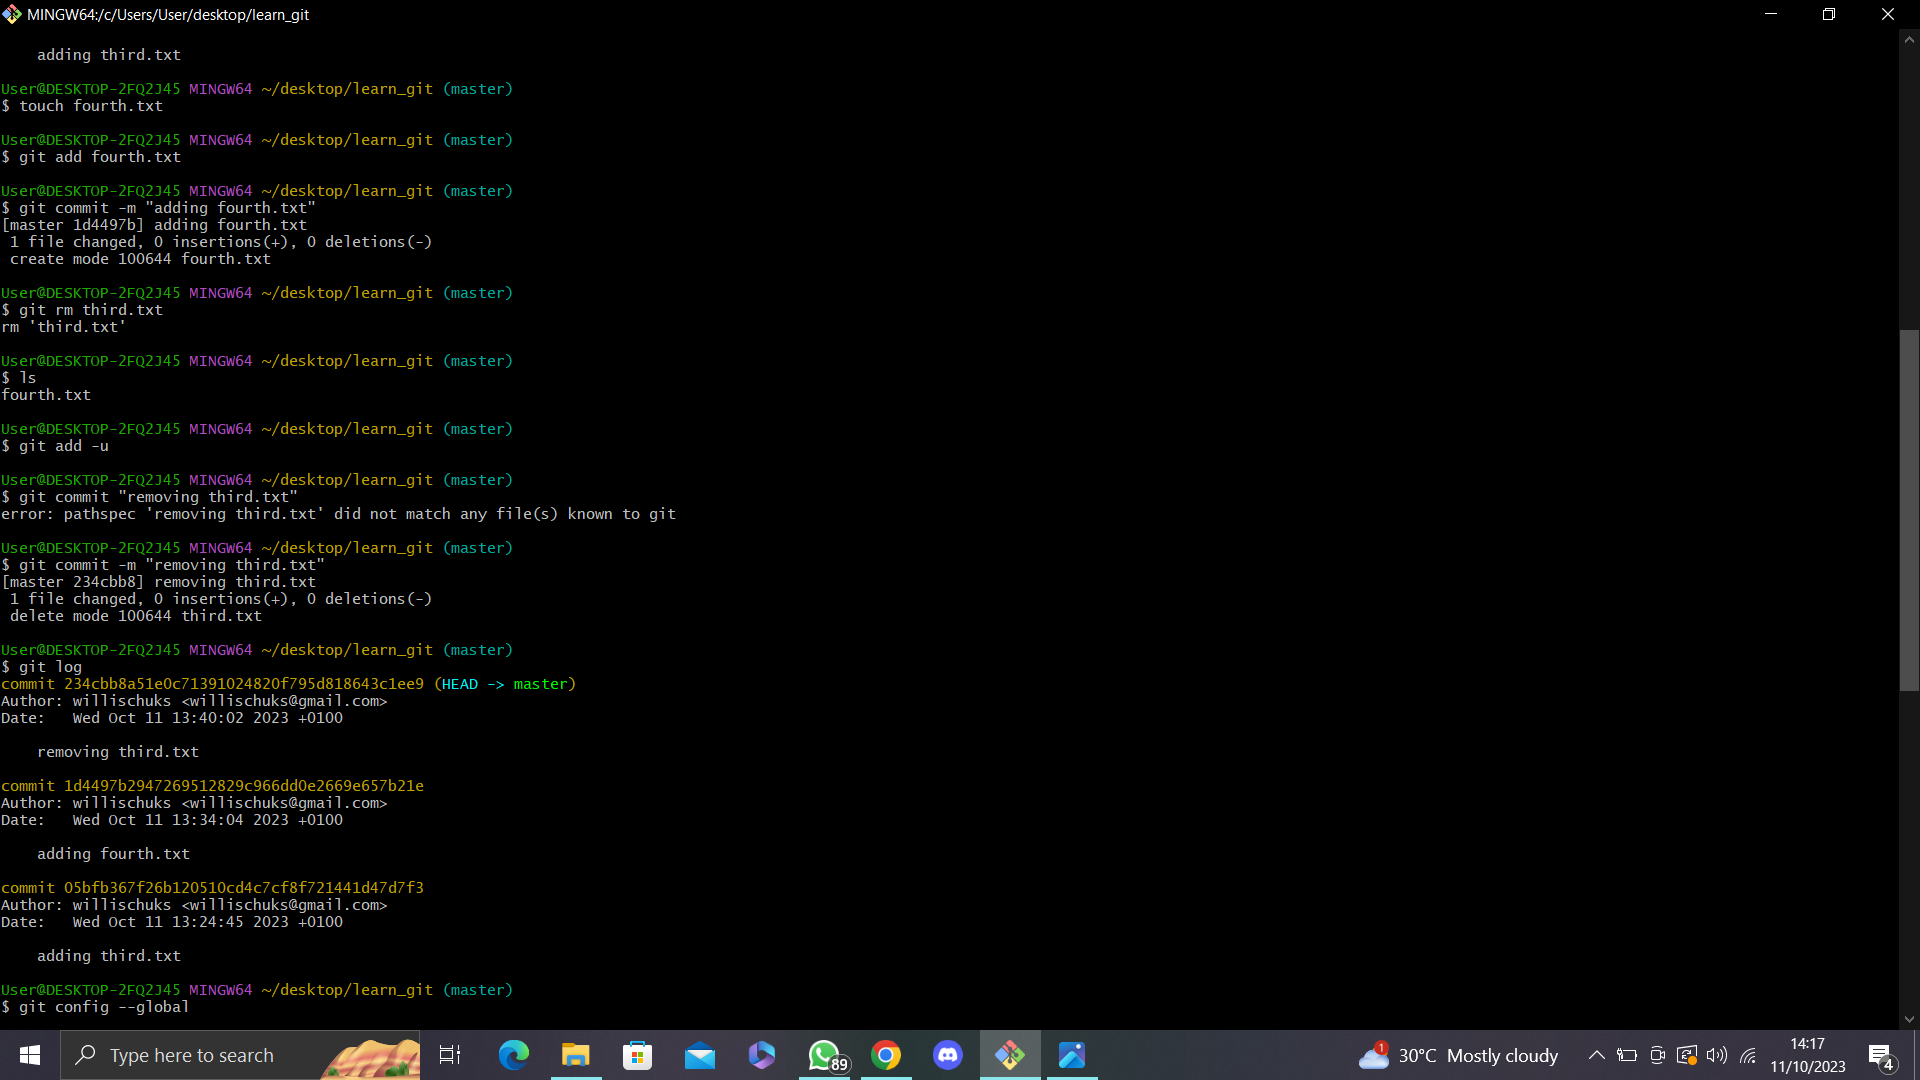 MINGW64:/c/Users/User/desktop/learn_git
    adding third.txt
User@DESKTOP-2FQ2J45 MINGW64 ~/desktop/learn_git (master)
$ touch fourth.txt
User@DESKTOP-2FQ2J45 MINGW64 ~/desktop/learn_git (master)
$ git add fourth.txt
User@DESKTOP-2FQ2J45 MINGW64 ~/desktop/learn_git (master)
$ git commit -m "adding fourth.txt"
[master 1d4497b] adding fourth.txt
 1 file changed, 0 insertions(+), 0 deletions(-)
 create mode 100644 fourth.txt
User@DESKTOP-2FQ2J45 MINGW64 ~/desktop/learn_git (master)
$ git rm third.txt
rm 'third.txt'
User@DESKTOP-2FQ2J45 MINGW64 ~/desktop/learn_git (master)
$ ls
fourth.txt
User@DESKTOP-2FQ2J45 MINGW64 ~/desktop/learn_git (master)
$ git add -u
User@DESKTOP-2FQ2J45 MINGW64 ~/desktop/learn_git (master)
$ git commit "removing third.txt"
error: pathspec 'removing third.txt' did not match any file(s) known to git
User@DESKTOP-2FQ2J45 MINGW64 ~/desktop/learn_git (master)
$ git commit -m "removing third.txt"
[master 234cbb8] removing third.txt
 1 file changed, 0 insertions(+), 0 deletions(-)
 delete mode 100644 third.txt
User@DESKTOP-2FQ2J45 MINGW64 ~/desktop/learn_git (master)
$ git log
commit 234cbb8a51e0c71391024820f795d818643c1ee9 (HEAD -> master)
Author: willischuks <willischuks@gmail.com>
Date:   Wed Oct 11 13:40:02 2023 +0100
    removing third.txt
commit 1d4497b2947269512829c966dd0e2669e657b21e
Author: willischuks <willischuks@gmail.com>
Date:   Wed Oct 11 13:34:04 2023 +0100
    adding fourth.txt
commit 05bfb367f26b120510cd4c7cf8f721441d47d7f3
Author: willischuks <willischuks@gmail.com>
Date:   Wed Oct 11 13:24:45 2023 +0100
    adding third.txt
User@DESKTOP-2FQ2J45 MINGW64 ~/desktop/learn_git (master)
$ git config --global
Type here to search
89
1
30°C Mostly cloudy
14:17
11/10/2023
4